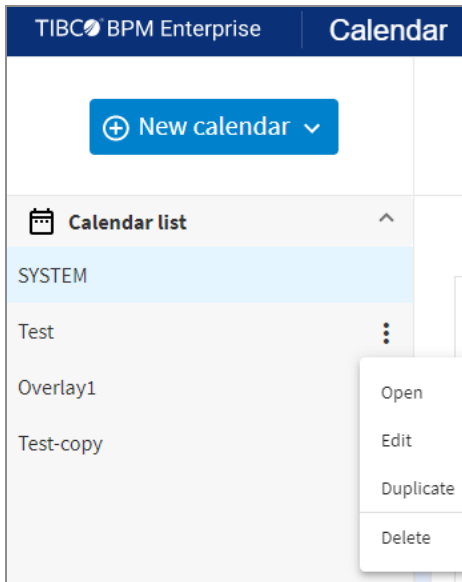 TIBCO BPM Enterprise
Calendar
New calendar
Calendar list
SYSTEM
Test
Overlay1
Test-copy
Open
Edit
Duplicate
Delete